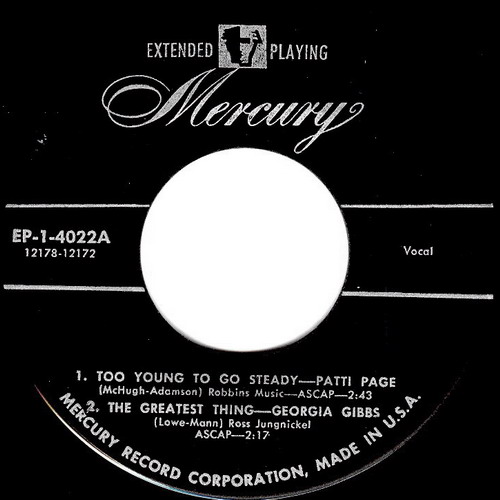 EXTENDED PLAYING
Mercury
EP-1-4022A
12178-12172
Vocal
1. TOO YOUNG TO GO STEADY—PATTI PAGE
(McHugh-Adamson) Robbins Music—ASCAP—2:43
2. THE GREATEST THING—GEORGIA GIBBS
(Lowe-Mann) Ross Jungnickel
ASCAP—2:17
MERCURY RECORD CORPORATION, MADE IN U.S.A.